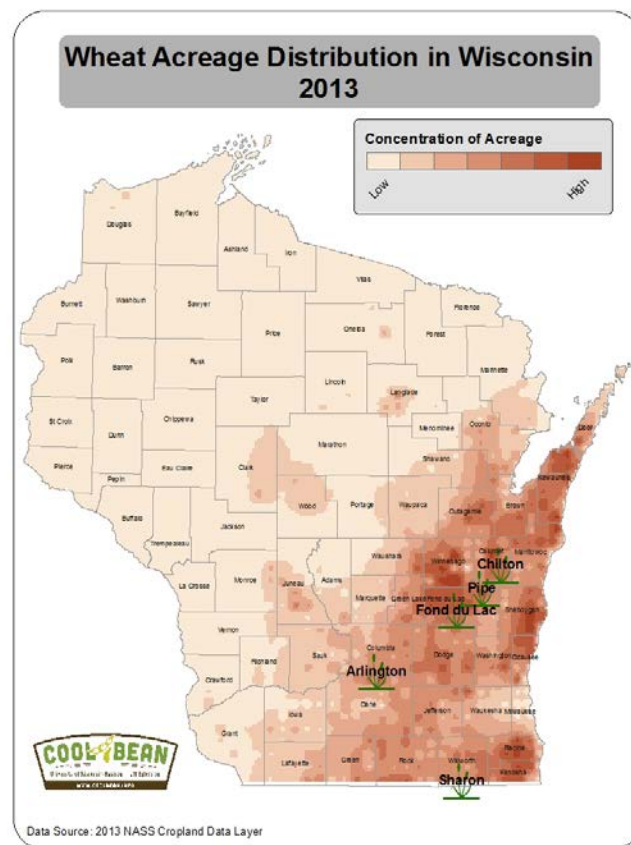 Wheat Acreage Distribution in Wisconsin
2013
Concentration of Acreage
Low
High
Douglas
Bayfield
Ashland
Iron
Vilas
Florence
Burnett
Washburn
Sawyer
Price
Oneida
Forest
Marinette
Polk
Barron
Rusk
Lincoln
Langlade
Taylor
Chippewa
St Croix
Dunn
Menominee
Oconto
Door
Marathon
Shawano
Clark
Pierce
Pepin
Eau Claire
Kewaunee
Wood
Portage
Waupaca
Outagamie
Brown
Buffalo
Trempealeau
Jackson
Waushara
Winnebago
Calumet
Manitowoc
Chilton
La Crosse
Monroe
Juneau
Adams
Marquette
Green Lake
Fond du Lac
Pipe
Sheboygan
Fond du Lac
Vernon
Columbia
Sauk
Dodge
Washington
Ozaukee
Richland
Arlington
Crawford
Dane
Jefferson
Waukesha
Milwaukee
Iowa
Grant
Racine
Lafayette
Green
Rock
Walworth
Kenosha
Sharon
COOL BEAN
Data Source: 2013 NASS Cropland Data Layer